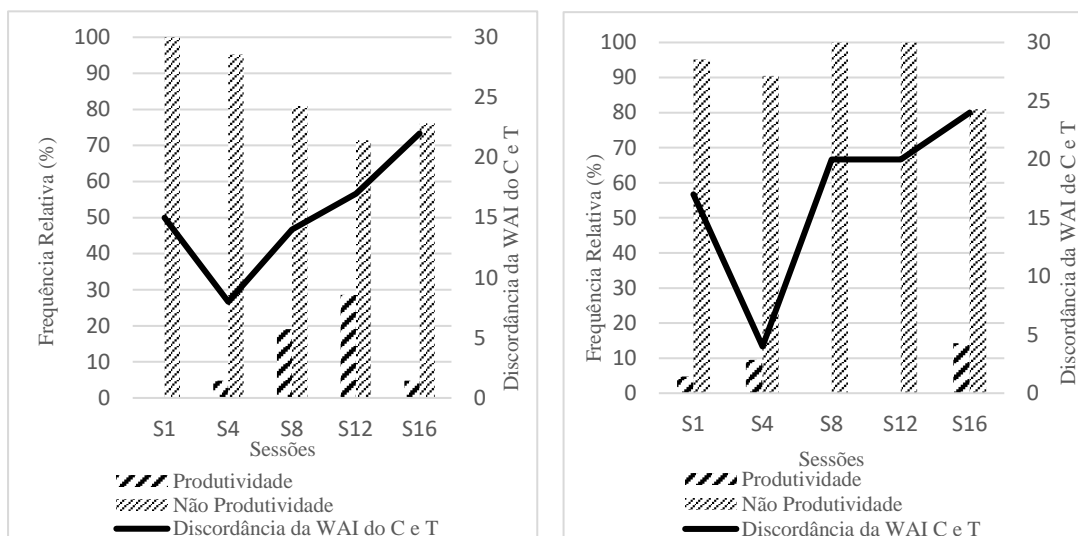 Frequência Relativa (%)
100
90
80
70
60
50
40
30
20
10
0
30
25
20
15
10
5
0
Discordância da WAI do C e T
S1 S4 S8 S12 S16
Sessões
Produtividade
Não Produtividade
Discordância da WAI do C e T
Frequência Relativa (%)
100
90
80
70
60
50
40
30
20
10
0
30
25
20
15
10
5
0
Discordância da WAI de C e T
S1 S4 S8 S12 S16
Sessões
Produtividade
Não Produtividade
Discordância da WAI C e T